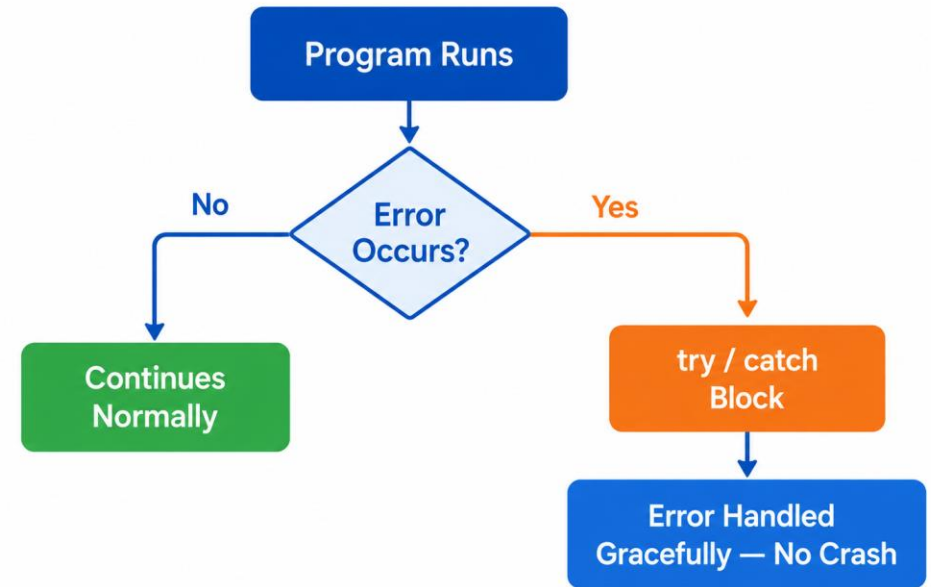 Program Runs
Error
Occurs?
No
Yes
Continues
Normally
try / catch
Block
Error Handled
Gracefully — No Crash